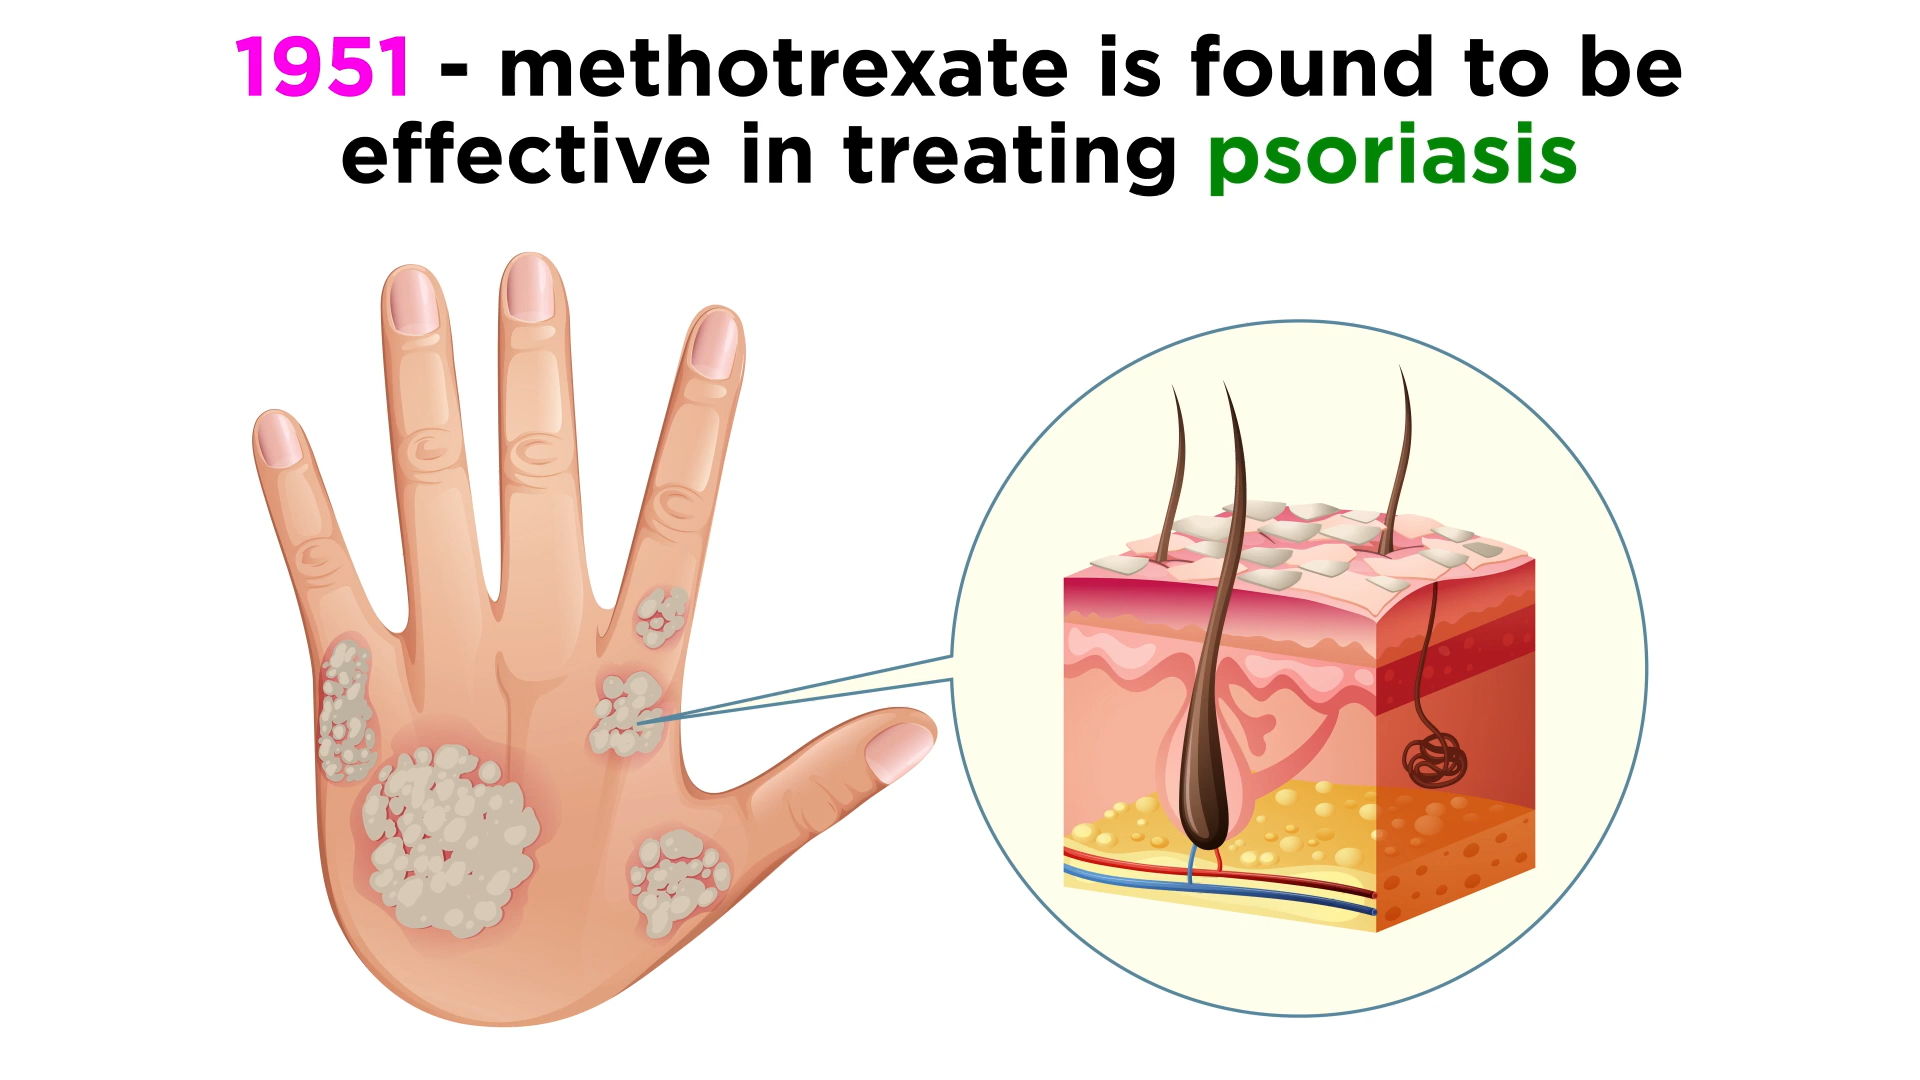 1951 - methotrexate is found to be
effective in treating psoriasis